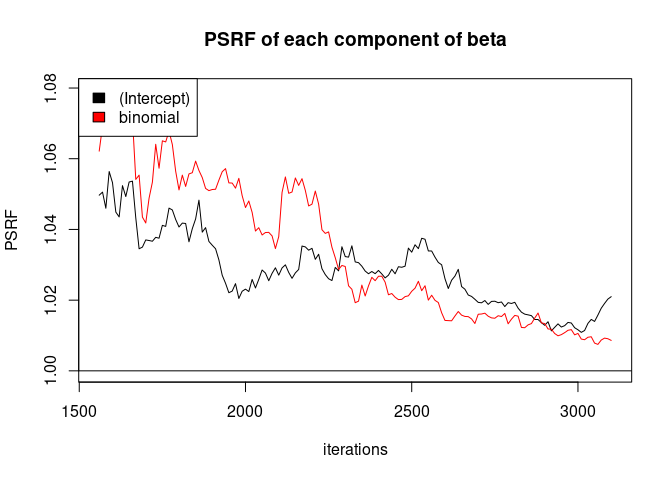 PSRF of each component of beta
(Intercept)
binomial
PSRF
1.08
1.06
1.04
1.02
1.00
1500 2000 2500 3000
iterations